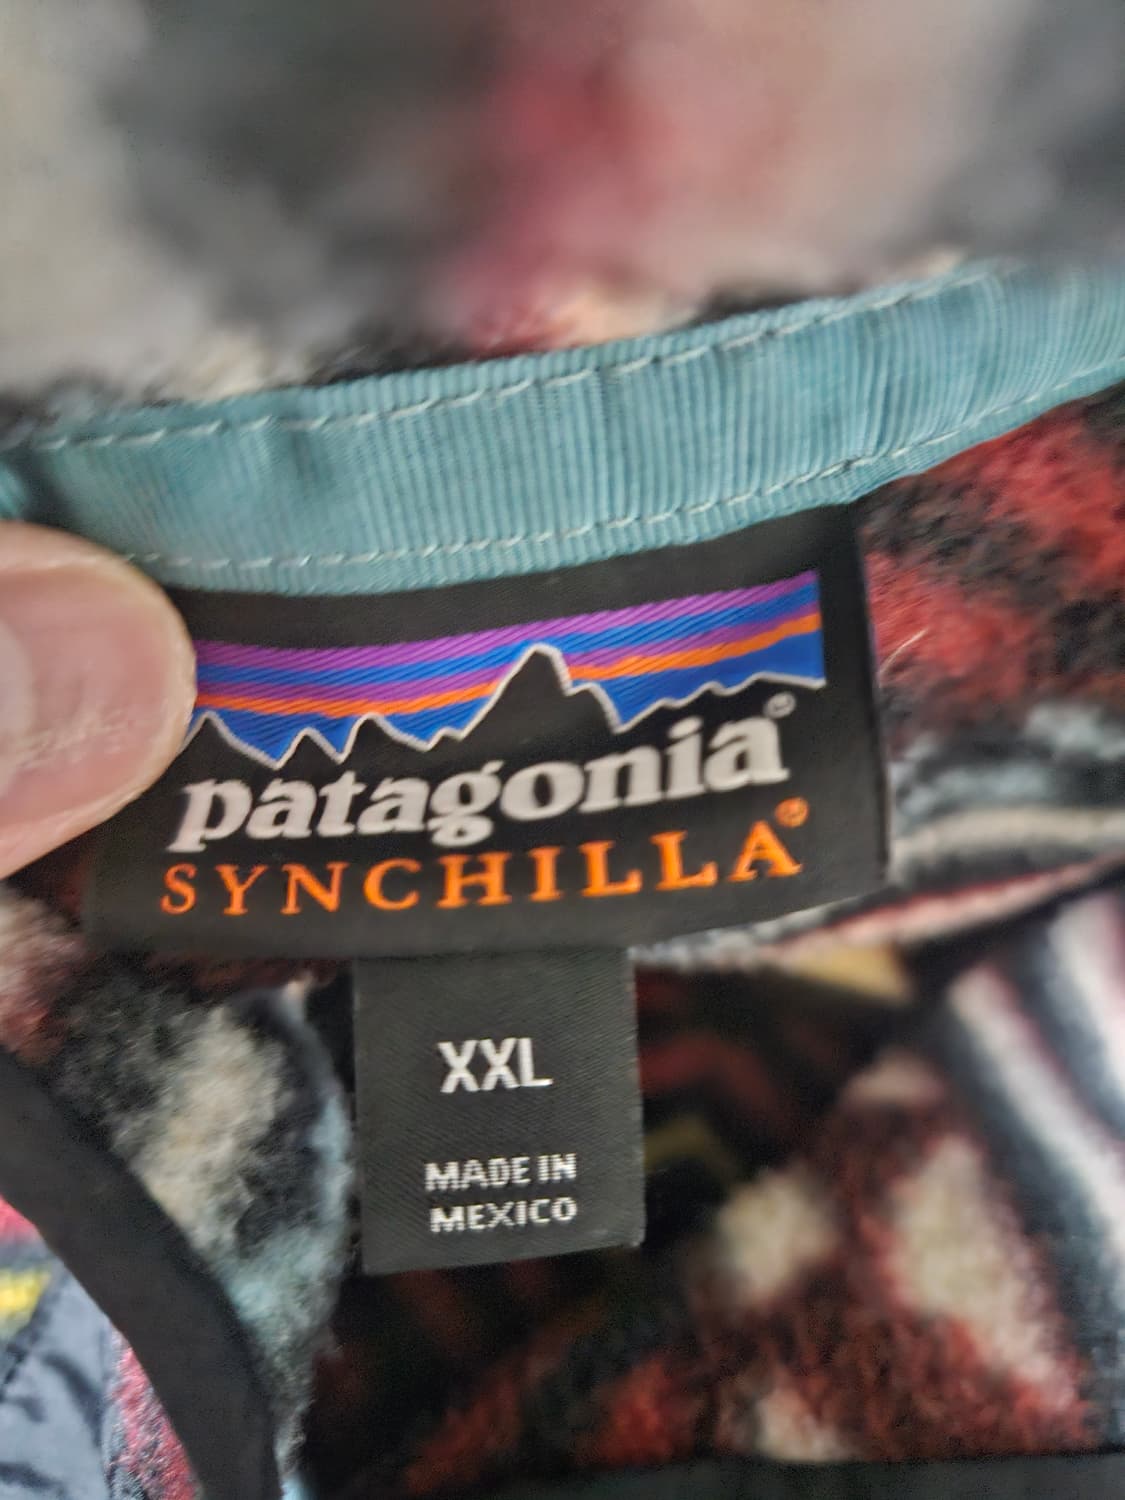 patagonia®
SYNCHILLA®
XXL
MADE IN
MEXICO